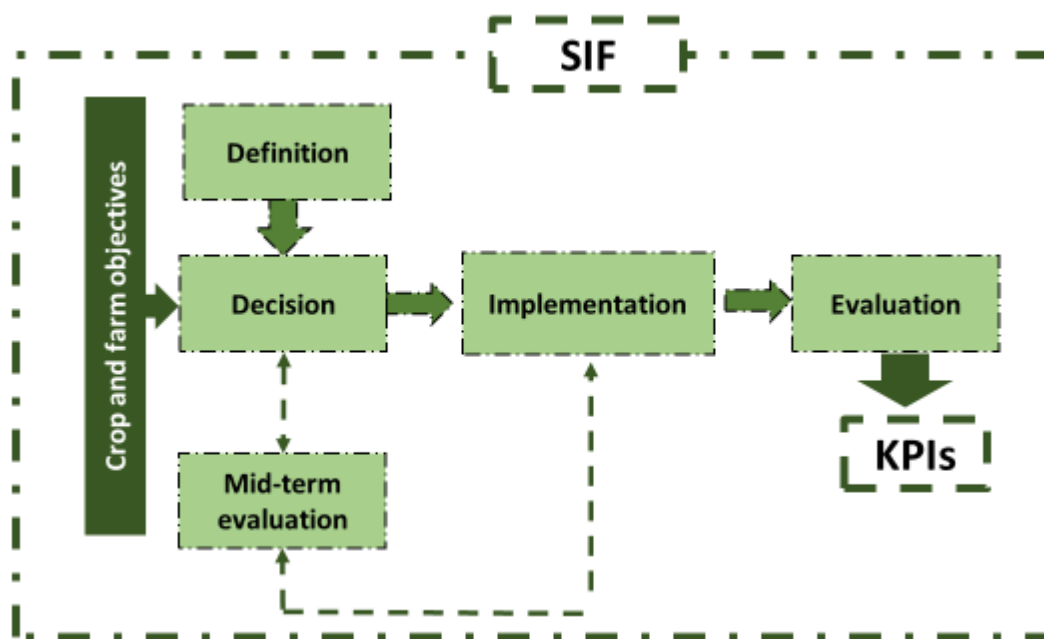 SIF
Crop and farm objectives
Definition
Decision
Implementation
Evaluation
Mid-term
evaluation
KPIs